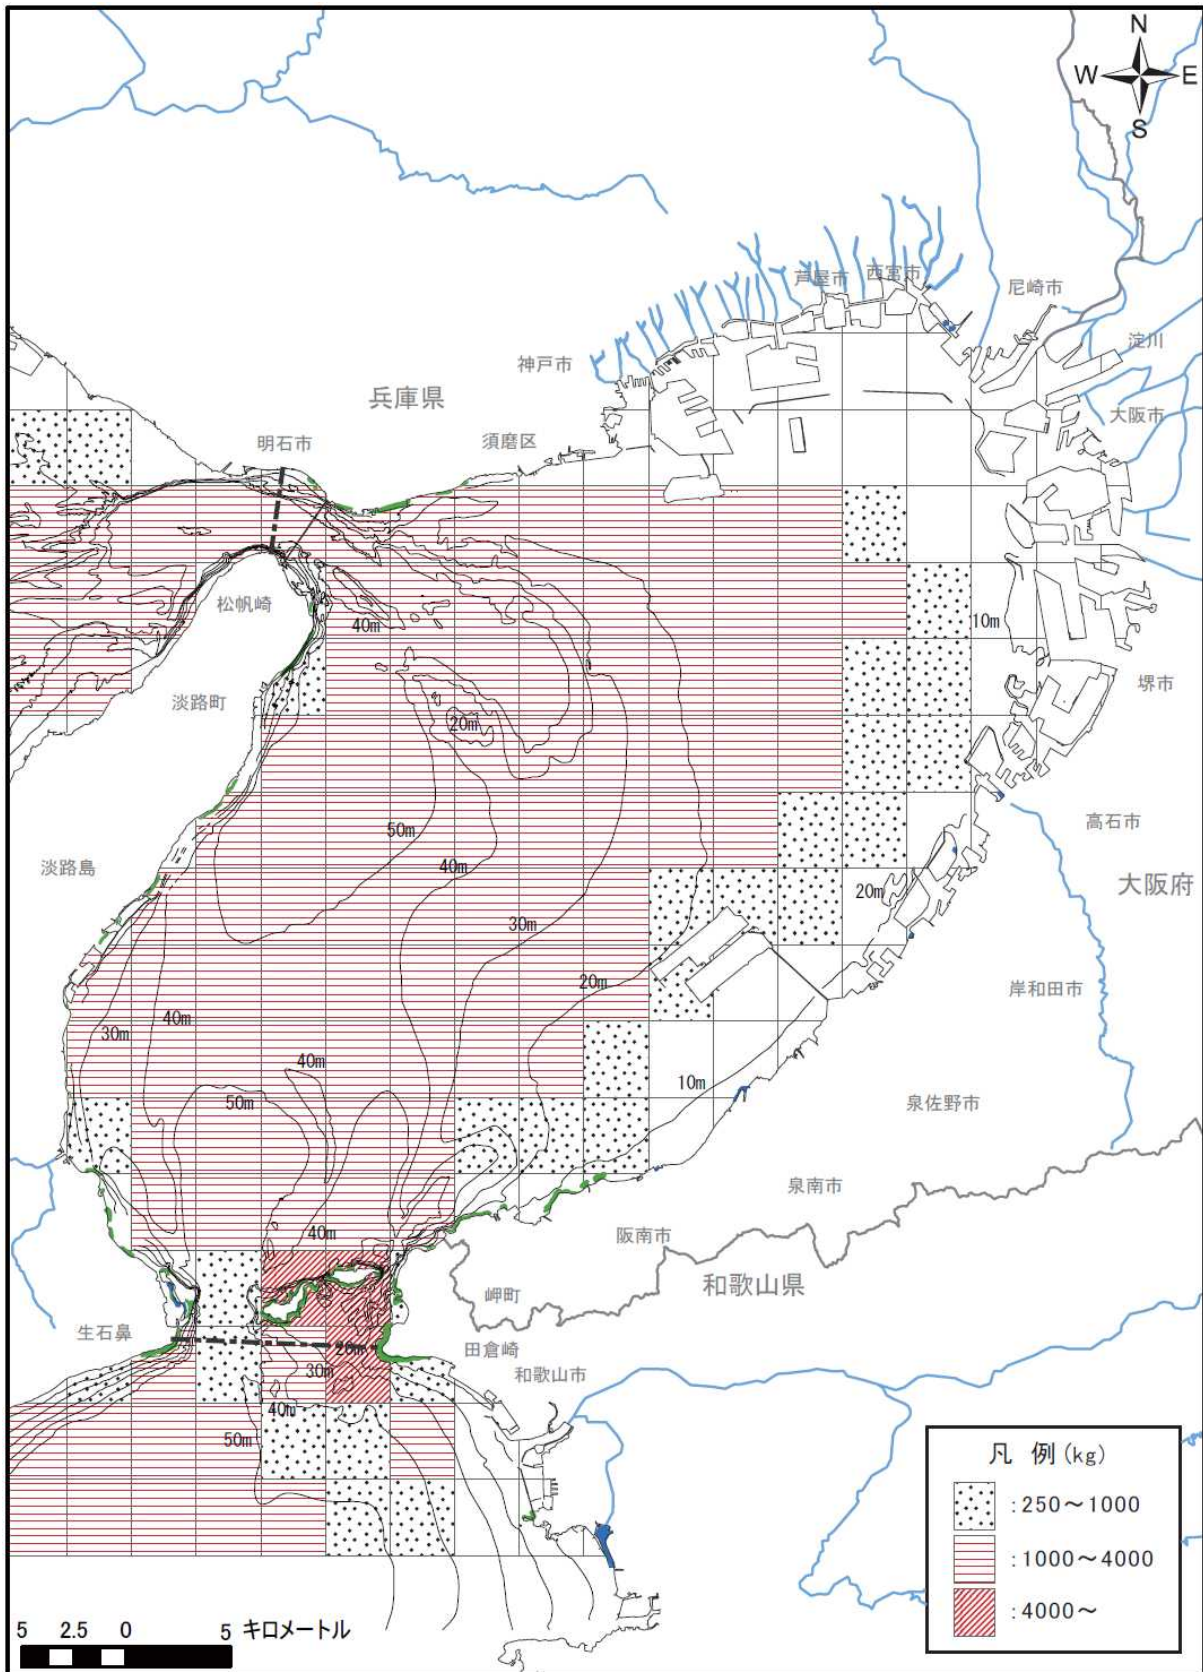 N
W E
S
芦屋市 西宮市
尼崎市
淀川
神戸市
兵庫県
大阪市
明石市
須磨区
松帆崎
40m
10m
堺市
淡路町
20m
50m
高石市
淡路島
40m
大阪府
20m
30m
20m
岸和田市
40m
30m
40m
10m
50m
泉佐野市
泉南市
40m
阪南市
和歌山県
岬町
生石鼻
田倉崎
20m
30m
和歌山市
40m
50m
凡 例(kg)
:250～1000
:1000～4000
:4000～
5 2.5 0 5 キロメートル